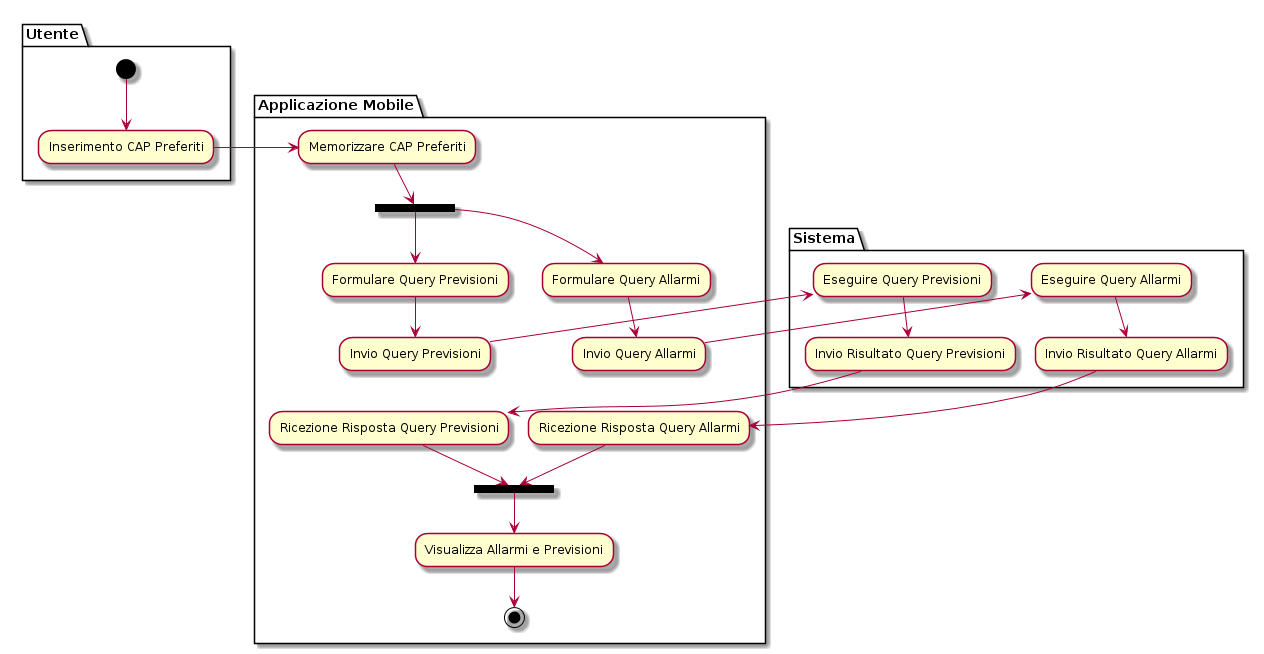 Utente
Inserimento CAP Preferiti
Applicazione Mobile
Memorizzare CAP Preferiti
Formulare Query Previsioni
Formulare Query Allarmi
Invio Query Previsioni
Invio Query Allarmi
Sistema
Eseguire Query Previsioni
Eseguire Query Allarmi
Invio Risultato Query Previsioni
Invio Risultato Query Allarmi
Ricezione Risposta Query Previsioni
Ricezione Risposta Query Allarmi
Visualizza Allarmi e Previsioni